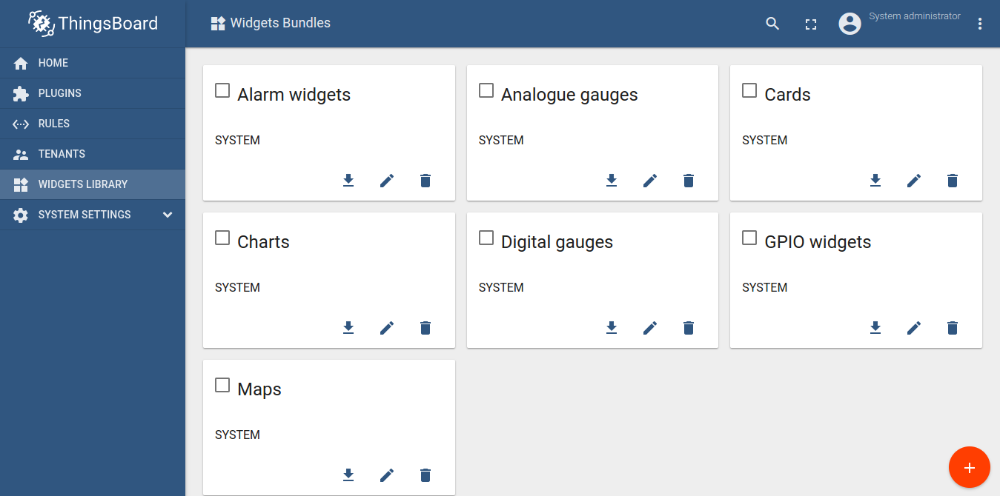 ThingsBoard
Widgets Bundles
System administrator
HOME
PLUGINS
RULES
TENANTS
WIDGETS LIBRARY
SYSTEM SETTINGS
Alarm widgets
SYSTEM
Analogue gauges
SYSTEM
Cards
SYSTEM
Charts
SYSTEM
Digital gauges
SYSTEM
GPIO widgets
SYSTEM
Maps
SYSTEM